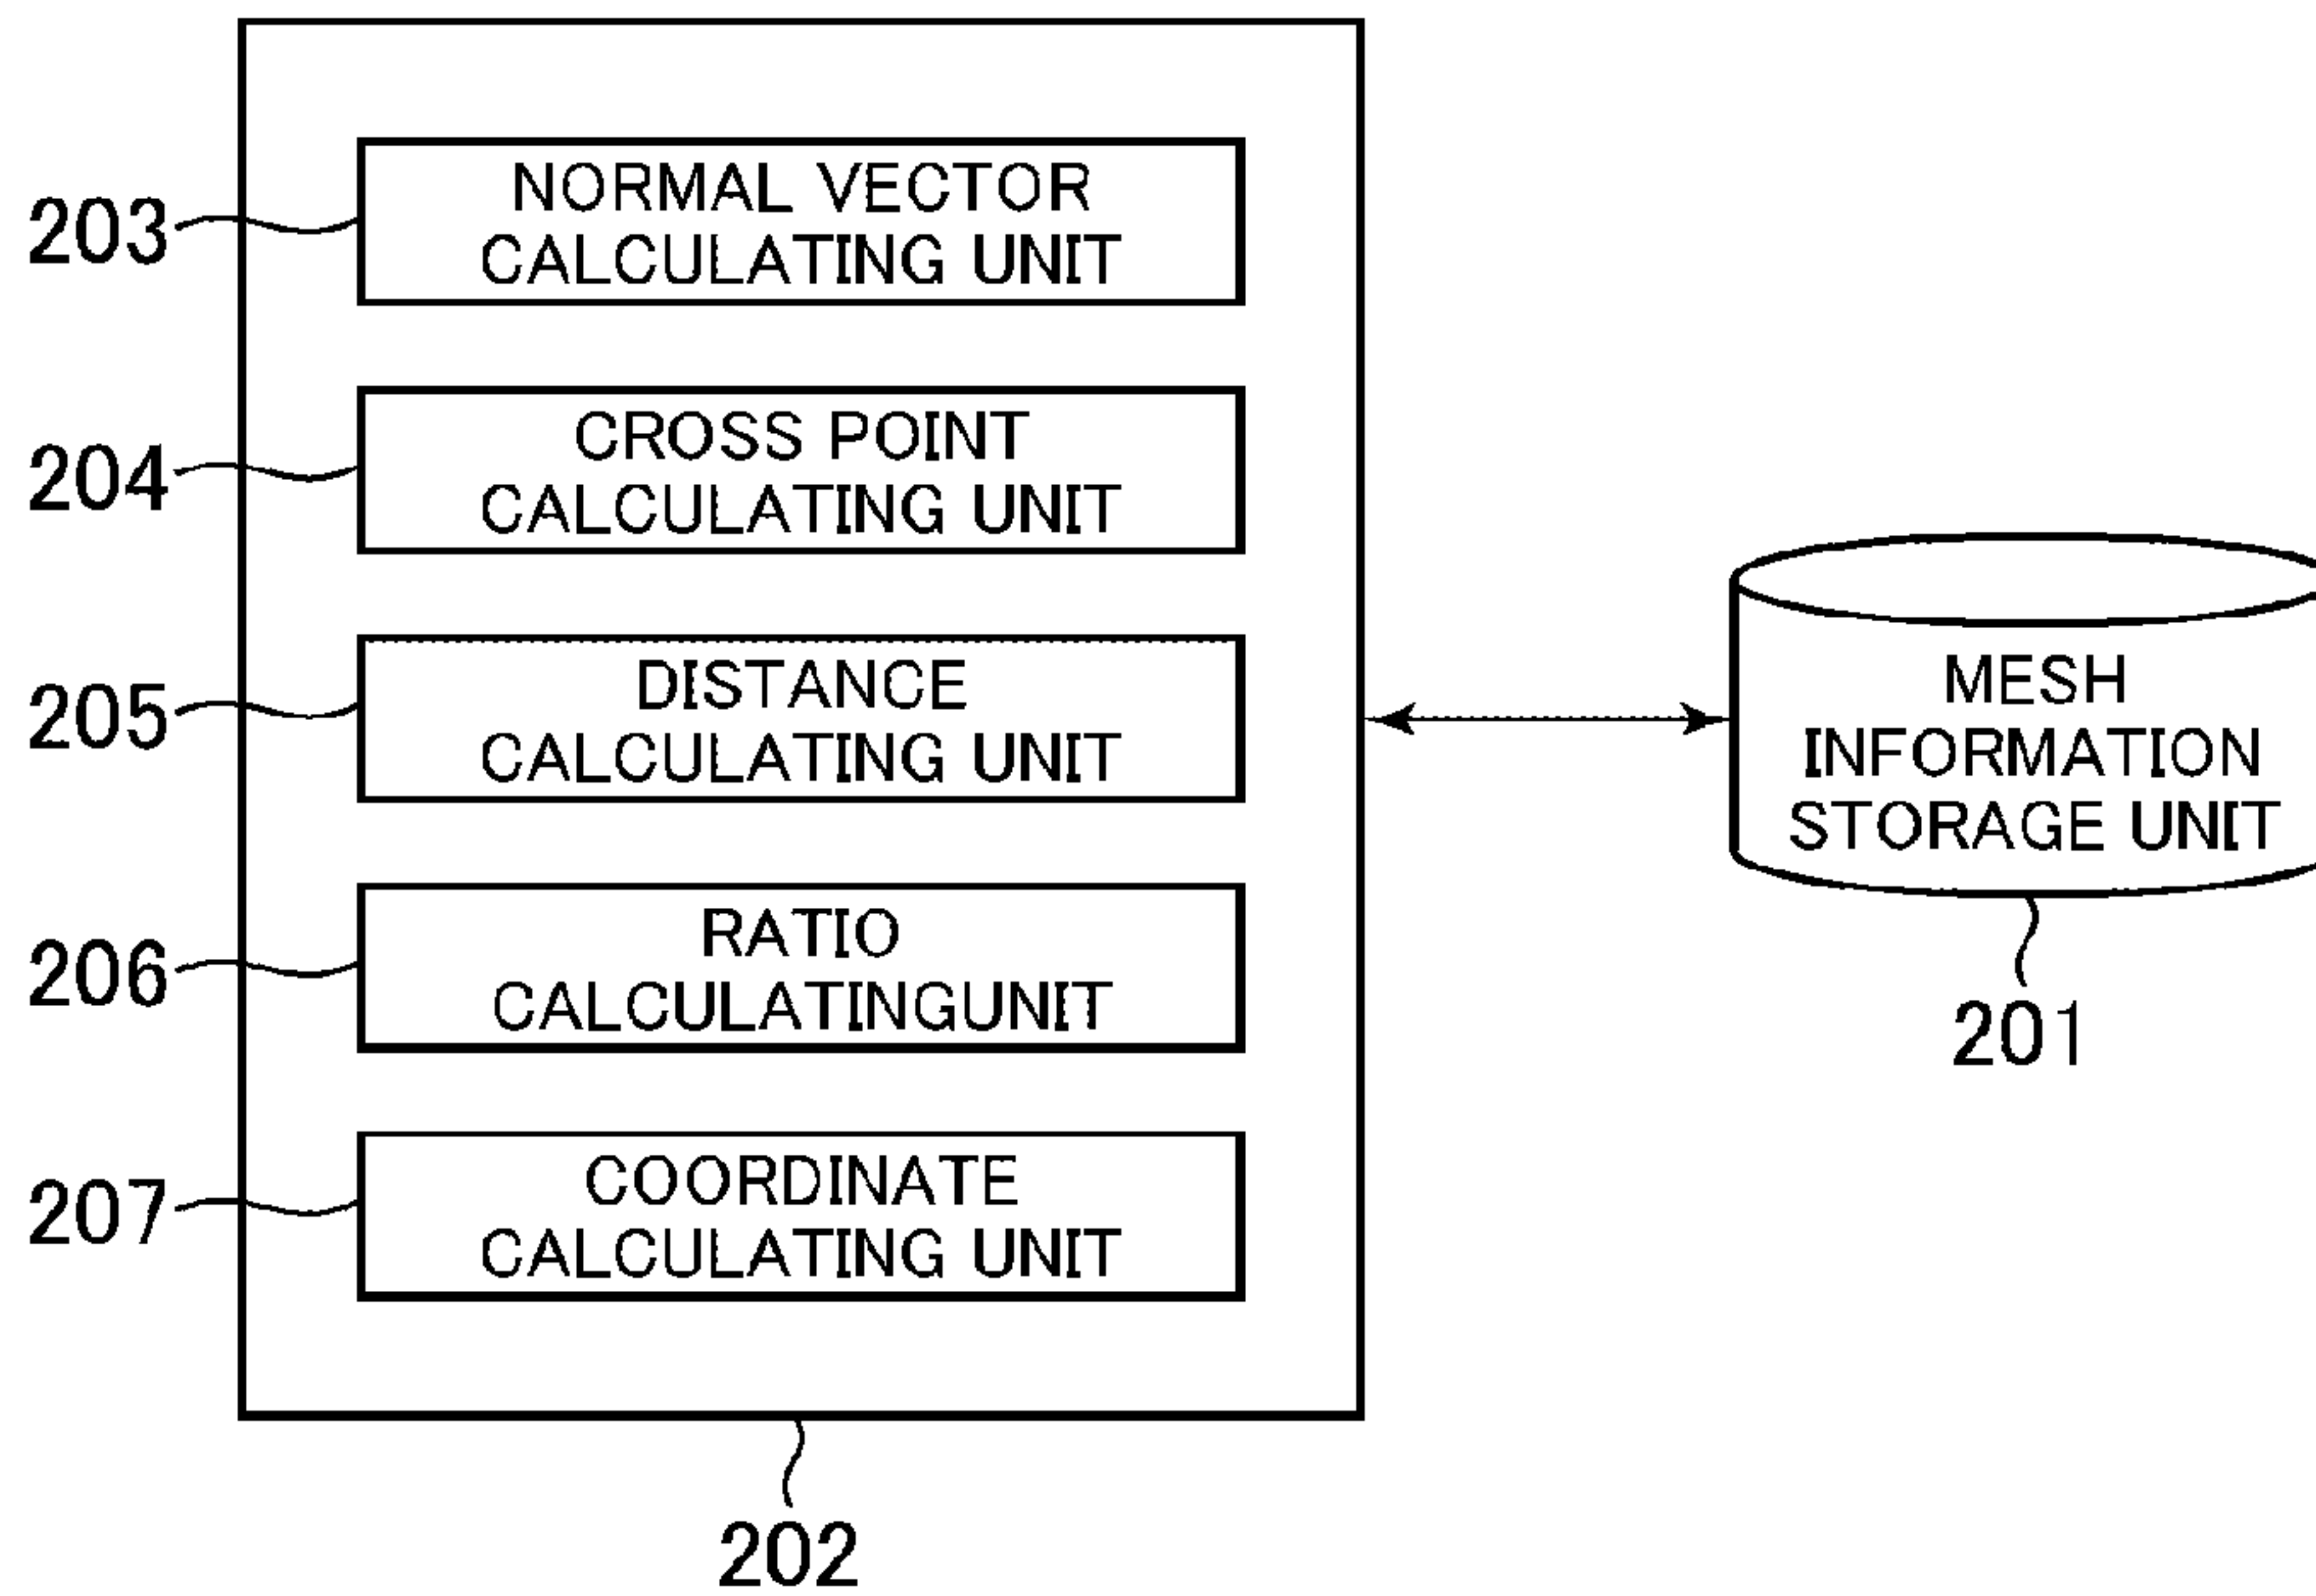 203
NORMAL VECTOR
CALCULATING UNIT
204
CROSS POINT
CALCULATING UNIT
205
DISTANCE
CALCULATING UNIT
206
RATIO
CALCULATINGUNIT
207
COORDINATE
CALCULATING UNIT
202
MESH
INFORMATION
STORAGE UNIT
201